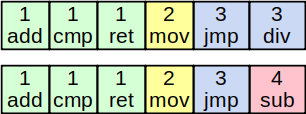 1 1 1 2 3 3
add cmp ret mov jmp div
1 1 1 2 3 4
add cmp ret mov jmp sub